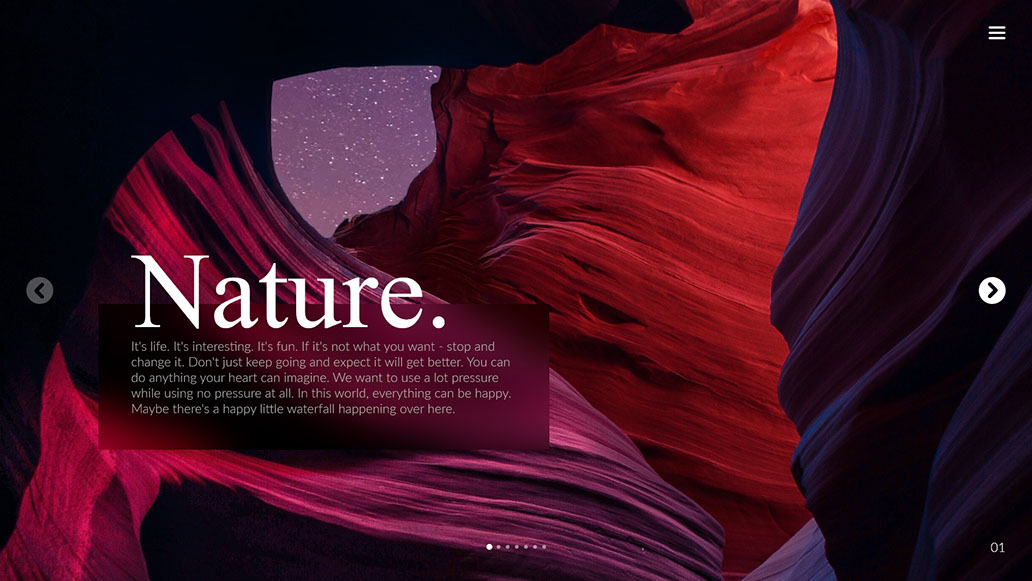 Nature.
It's life. It's interesting. It's fun. If it's not what you want - stop and
change it. Don't just keep going and expect it will get better. You can
do anything your heart can imagine. We want to use a lot pressure
while using no pressure at all. In this world, everything can be happy.
Maybe there's a happy little waterfall happening over here.
01